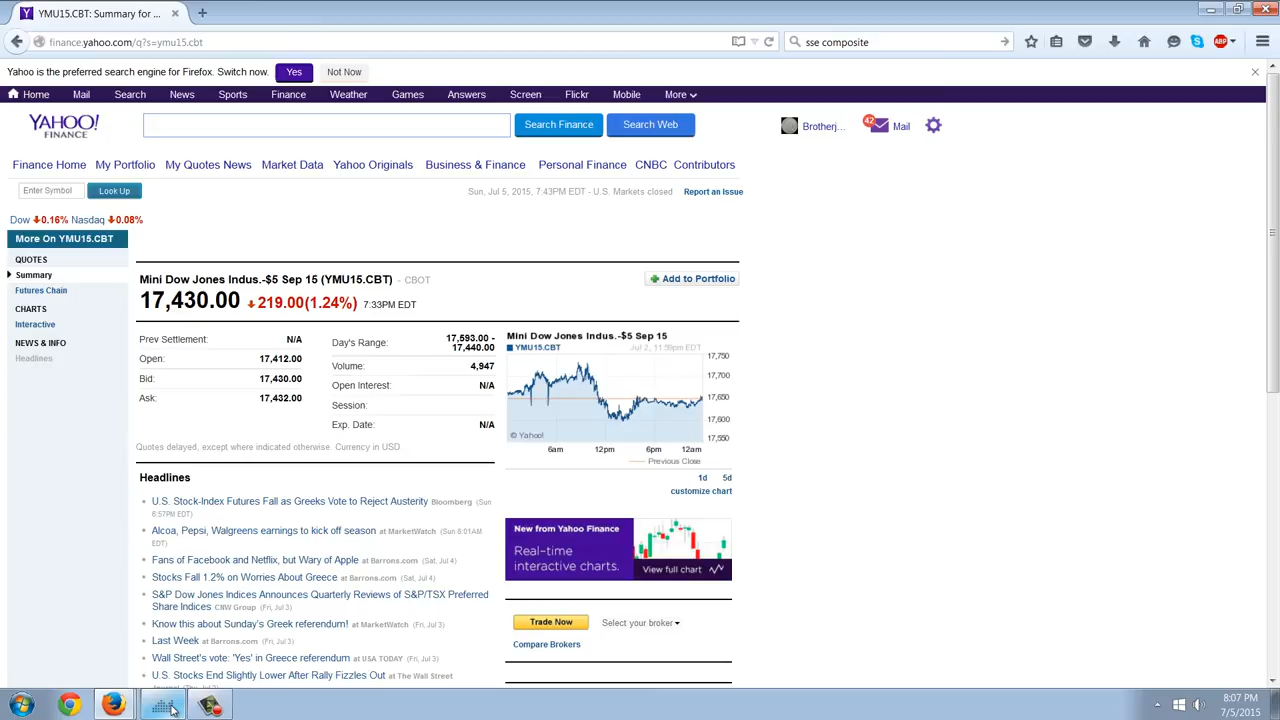 YMU15.CBT: Summary for ...
finance.yahoo.com/q?s=ymu15.cbt
sse composite
ABP
Yahoo is the preferred search engine for Firefox. Switch now. Yes Not Now
Home Mail Search News Sports Finance Weather Games Answers Screen Flickr Mobile More
YAHOO!
FINANCE
Search Finance Search Web
Brotherj... 42 Mail
Finance Home My Portfolio My Quotes News Market Data Yahoo Originals Business & Finance Personal Finance CNBC Contributors
Enter Symbol Look Up
Sun, Jul 5, 2015, 7:43PM EDT - U.S. Markets closed Report an Issue
Dow 0.16% Nasdaq 0.08%
More On YMU15.CBT
QUOTES
Summary
Futures Chain
CHARTS
Interactive
NEWS & INFO
Headlines
Mini Dow Jones Indus.-$5 Sep 15 (YMU15.CBT) - CBOT
Add to Portfolio
17,430.00 219.00(1.24%) 7:33PM EDT
Prev Settlement: N/A
Open: 17,412.00
Bid: 17,430.00
Ask: 17,432.00
Day's Range: 17,593.00 -
17,440.00
Volume: 4,947
Open Interest: N/A
Session:
Exp. Date: N/A
Quotes delayed, except where indicated otherwise. Currency in USD.
Mini Dow Jones Indus.-$5 Sep 15
YMU15.CBT Jul 2, 11:59pm EDT
17,750
17,700
17,650
17,600
17,550
© Yahoo!
6am 12pm 6pm 12am
Previous Close
1d 5d
customize chart
Headlines
U.S. Stock-Index Futures Fall as Greeks Vote to Reject Austerity Bloomberg (Sun
6:57PM EDT)
Alcoa, Pepsi, Walgreens earnings to kick off season at MarketWatch (Sun 8:01AM
EDT)
Fans of Facebook and Netflix, but Wary of Apple at Barrons.com (Sat, Jul 4)
Stocks Fall 1.2% on Worries About Greece at Barrons.com (Sat, Jul 4)
S&P Dow Jones Indices Announces Quarterly Reviews of S&P/TSX Preferred
Share Indices CNW Group (Fri, Jul 3)
Know this about Sunday's Greek referendum! at MarketWatch (Fri, Jul 3)
Last Week at Barrons.com (Fri, Jul 3)
Wall Street's vote: 'Yes' in Greece referendum at USA TODAY (Fri, Jul 3)
U.S. Stocks End Slightly Lower After Rally Fizzles Out at The Wall Street
New from Yahoo Finance
Real-time
interactive charts.
View full chart
Trade Now Select your broker
Compare Brokers
8:07 PM
7/5/2015